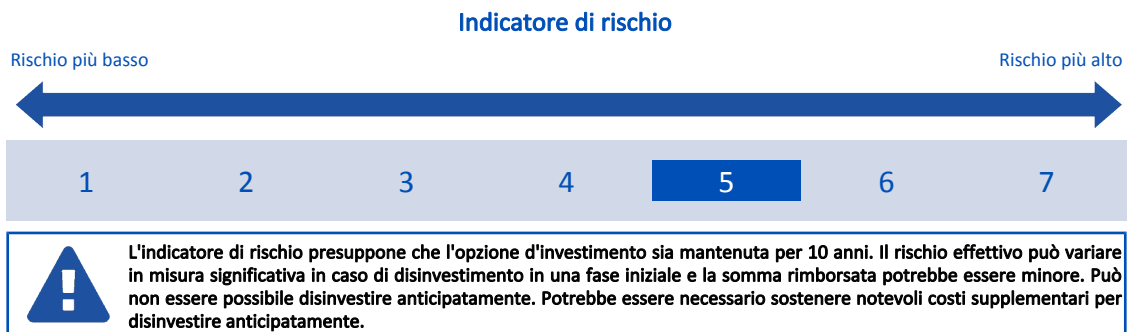 Indicatore di rischio
Rischio più basso
Rischio più alto
1 2 3 4 5 6 7
L'indicatore di rischio presuppone che l'opzione d'investimento sia mantenuta per 10 anni. Il rischio effettivo può variare
in misura significativa in caso di disinvestimento in una fase iniziale e la somma rimborsata potrebbe essere minore. Può
non essere possibile disinvestire anticipatamente. Potrebbe essere necessario sostenere notevoli costi supplementari per
disinvestire anticipatamente.